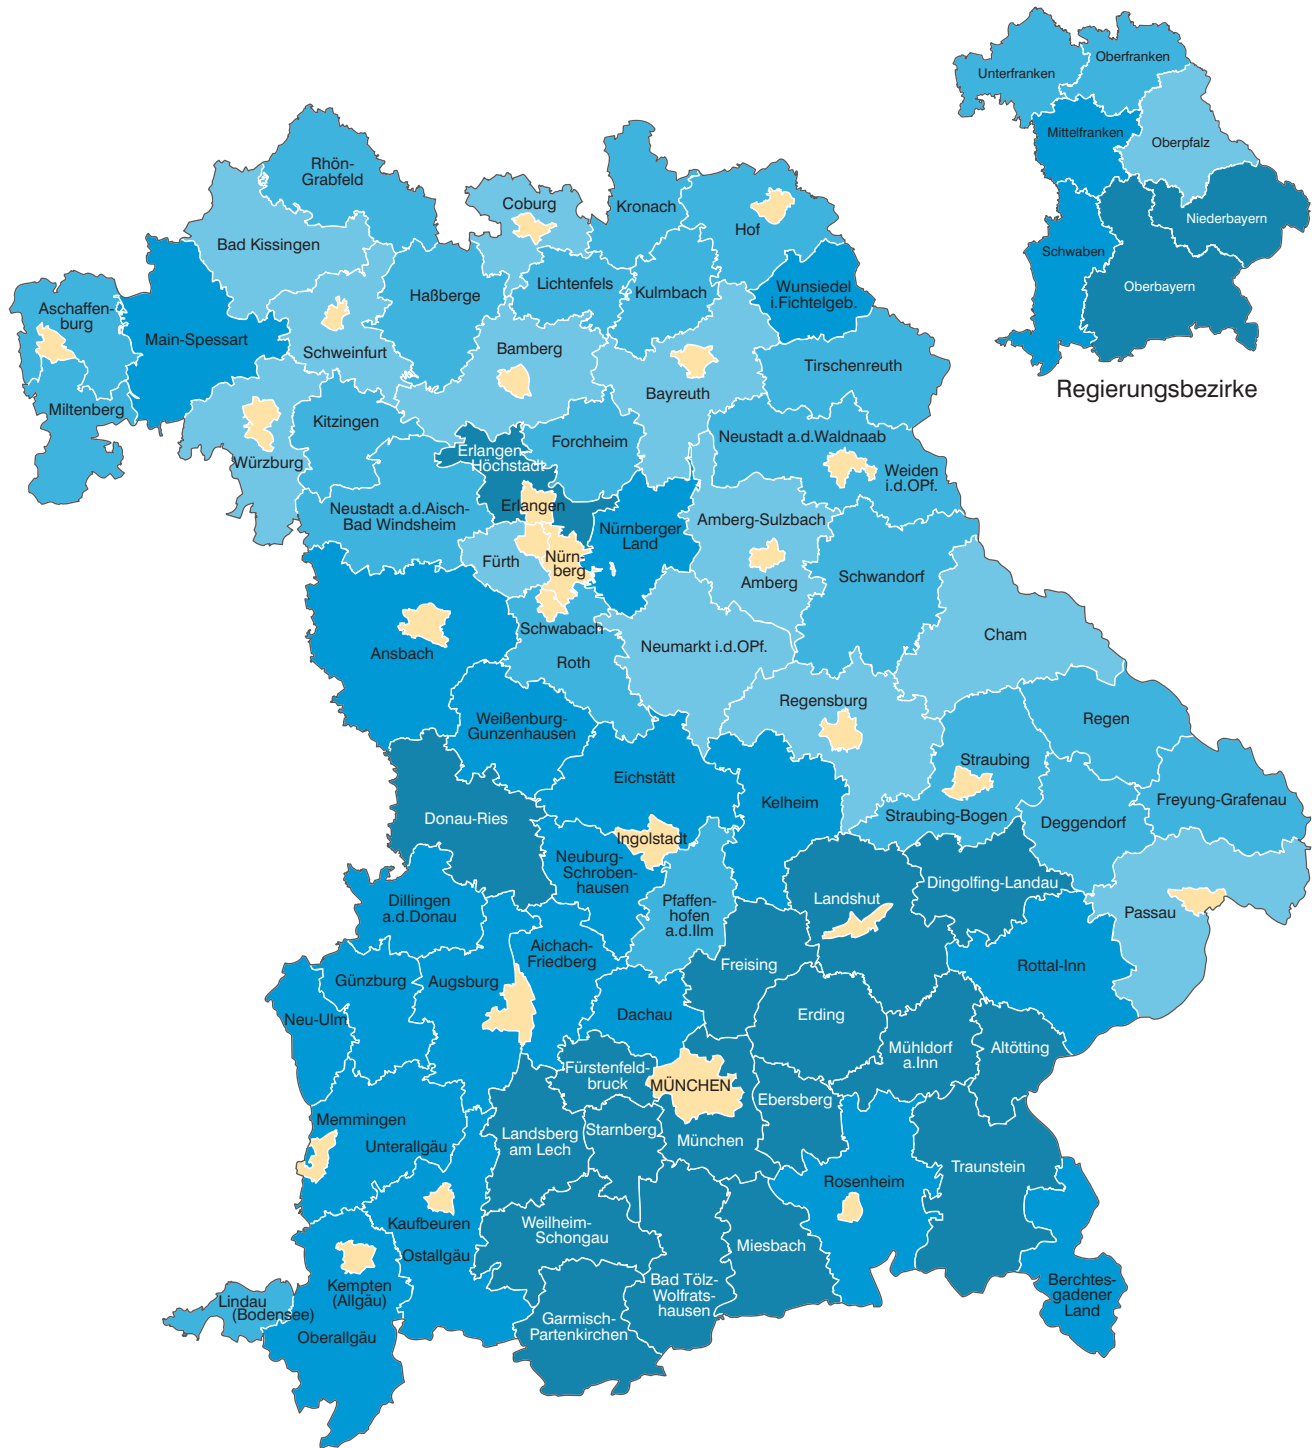 Oberfranken
Unterfranken
Mittelfranken
Oberpfalz
Niederbayern
Schwaben
Oberbayern
Regierungsbezirke
Rhön-
Grabfeld
Coburg
Kronach
Hof
Bad Kissingen
Lichtenfels
Kulmbach
Wunsiedel
i.Fichtelgeb.
Haßberge
Aschaffen-
burg
Main-Spessart
Schweinfurt
Bamberg
Bayreuth
Tirschenreuth
Miltenberg
Kitzingen
Forchheim
Neustadt a.d.Waldnaab
Würzburg
Erlangen-
Höchstadt
Weiden
i.d.OPf.
Neustadt a.d.Aisch-
Bad Windsheim
Erlangen
Nürnberger
Land
Amberg-Sulzbach
Fürth
Nürn-
berg
Amberg
Schwandorf
Schwabach
Ansbach
Roth
Neumarkt i.d.OPf.
Cham
Weißenburg-
Gunzenhausen
Regensburg
Regen
Eichstätt
Straubing
Kelheim
Freyung-Grafenau
Donau-Ries
Straubing-Bogen
Deggendorf
Ingolstadt
Neuburg-
Schroben-
hausen
Dingolfing-Landau
Dillingen
a.d.Donau
Pfaffen-
hofen
a.d.Ilm
Landshut
Passau
Aichach-
Friedberg
Freising
Rottal-Inn
Günzburg
Augsburg
Neu-Ulm
Dachau
Erding
Mühldorf
a.Inn
Altötting
Fürstenfeld-
bruck
MÜNCHEN
Ebersberg
Memmingen
Unterallgäu
Landsberg
am Lech
Starnberg
München
Traunstein
Rosenheim
Kaufbeuren
Weilheim-
Schongau
Miesbach
Ostallgäu
Kempten
(Allgäu)
Bad Tölz-
Wolfrats-
hausen
Berchtes-
gadener
Land
Lindau
(Bodensee)
Oberallgäu
Garmisch-
Partenkirchen